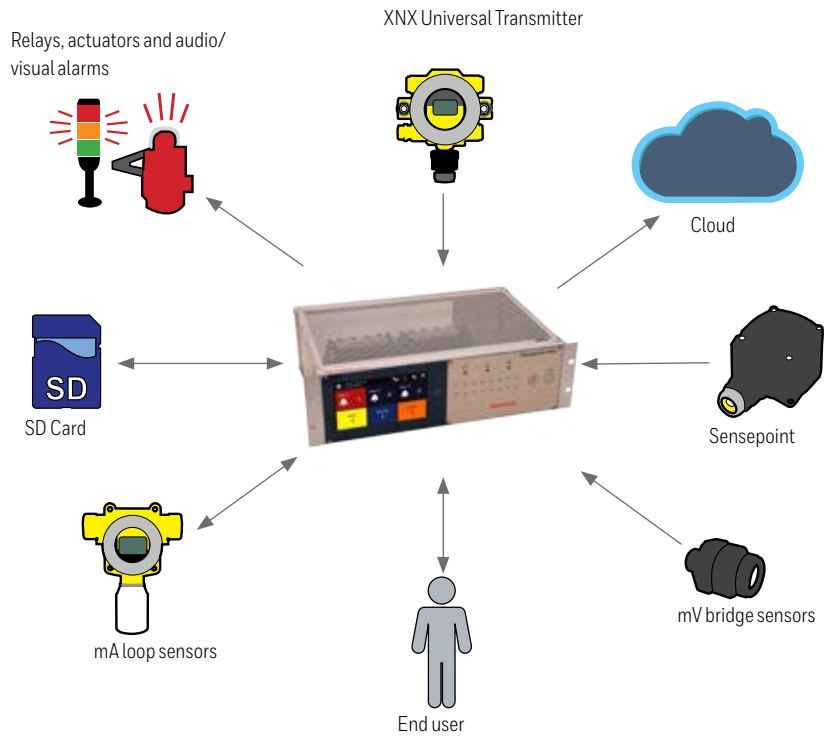 XNX Universal Transmitter
Relays, actuators and audio/
visual alarms
Cloud
SD
SD Card
Sensepoint
mA loop sensors
mV bridge sensors
End user